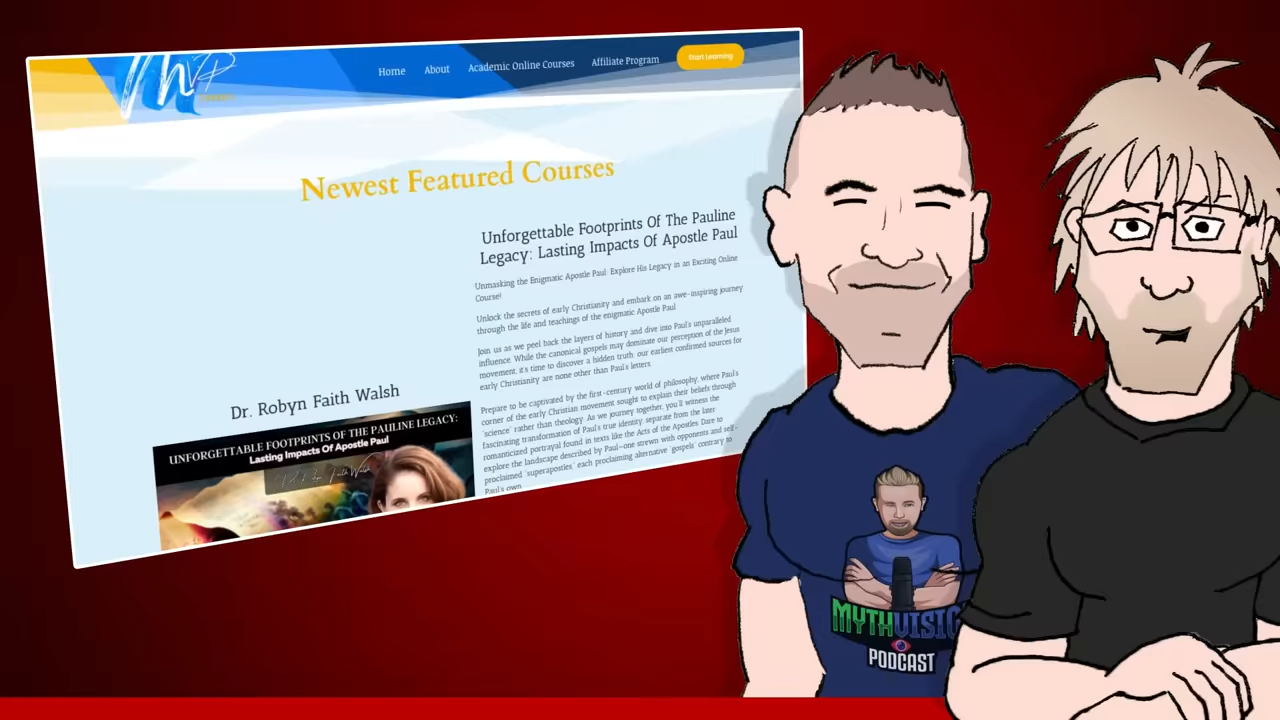 MVP
Home
About
Academic Online Courses
Affiliate Program
Start Learning
Newest Featured Courses
Unforgettable Footprints Of The Pauline
Legacy: Lasting Impacts Of Apostle Paul
Unmasking the Enigmatic Apostle Paul: Explore His Legacy in an Exciting Online
Course!
Unlock the secrets of early Christianity and embark on an awe-inspiring journey
through the life and teachings of the enigmatic Apostle Paul.
Join us as we peel back the layers of history and dive into Paul's unparalleled
influence. While the canonical gospels may dominate our perception of the Jesus
movement, it's time to discover a hidden truth: our earliest confirmed sources for
early Christianity are none other than Paul's letters.
Prepare to be captivated by the first-century world of philosophy, where Paul's
corner of the early Christian movement sought to explain their beliefs through
'science' rather than theology. As we journey together, you'll witness the
fascinating transformation of Paul's true identity, separate from the later
romanticized portrayal found in texts like the Acts of the Apostles. Dare to
explore the landscape described by Paul—one strewn with opponents and self-
proclaimed 'superapostles,' each proclaiming alternative 'gospels' contrary to
Paul's own.
Dr. Robyn Faith Walsh
UNFORGETTABLE FOOTPRINTS OF THE PAULINE LEGACY:
Lasting Impacts Of Apostle Paul
MYTHVISIO
PODCAST